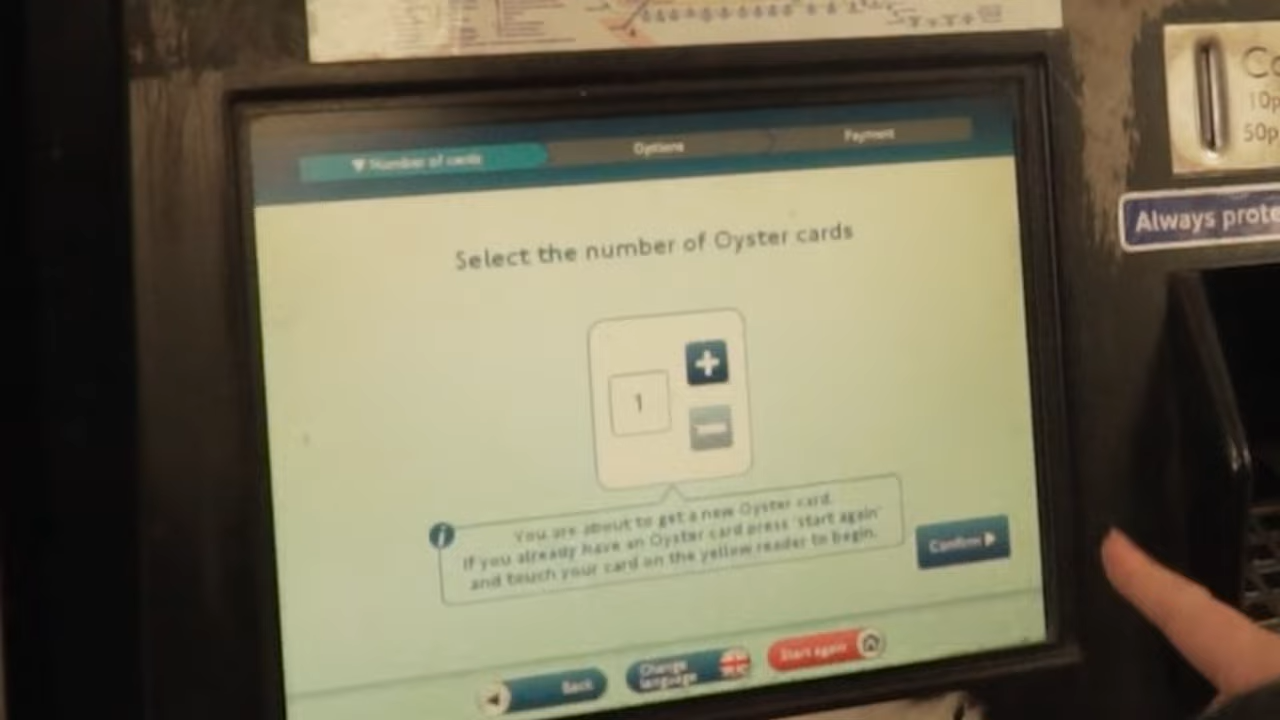 Number of cards
Options
Payment
Select the number of Oyster cards
1
You are about to get a new Oyster card.
If you already have an Oyster card press 'start again'
and touch your card on the yellow reader to begin.
Confirm
Back
Change
language
Start again
10p
50p
Always